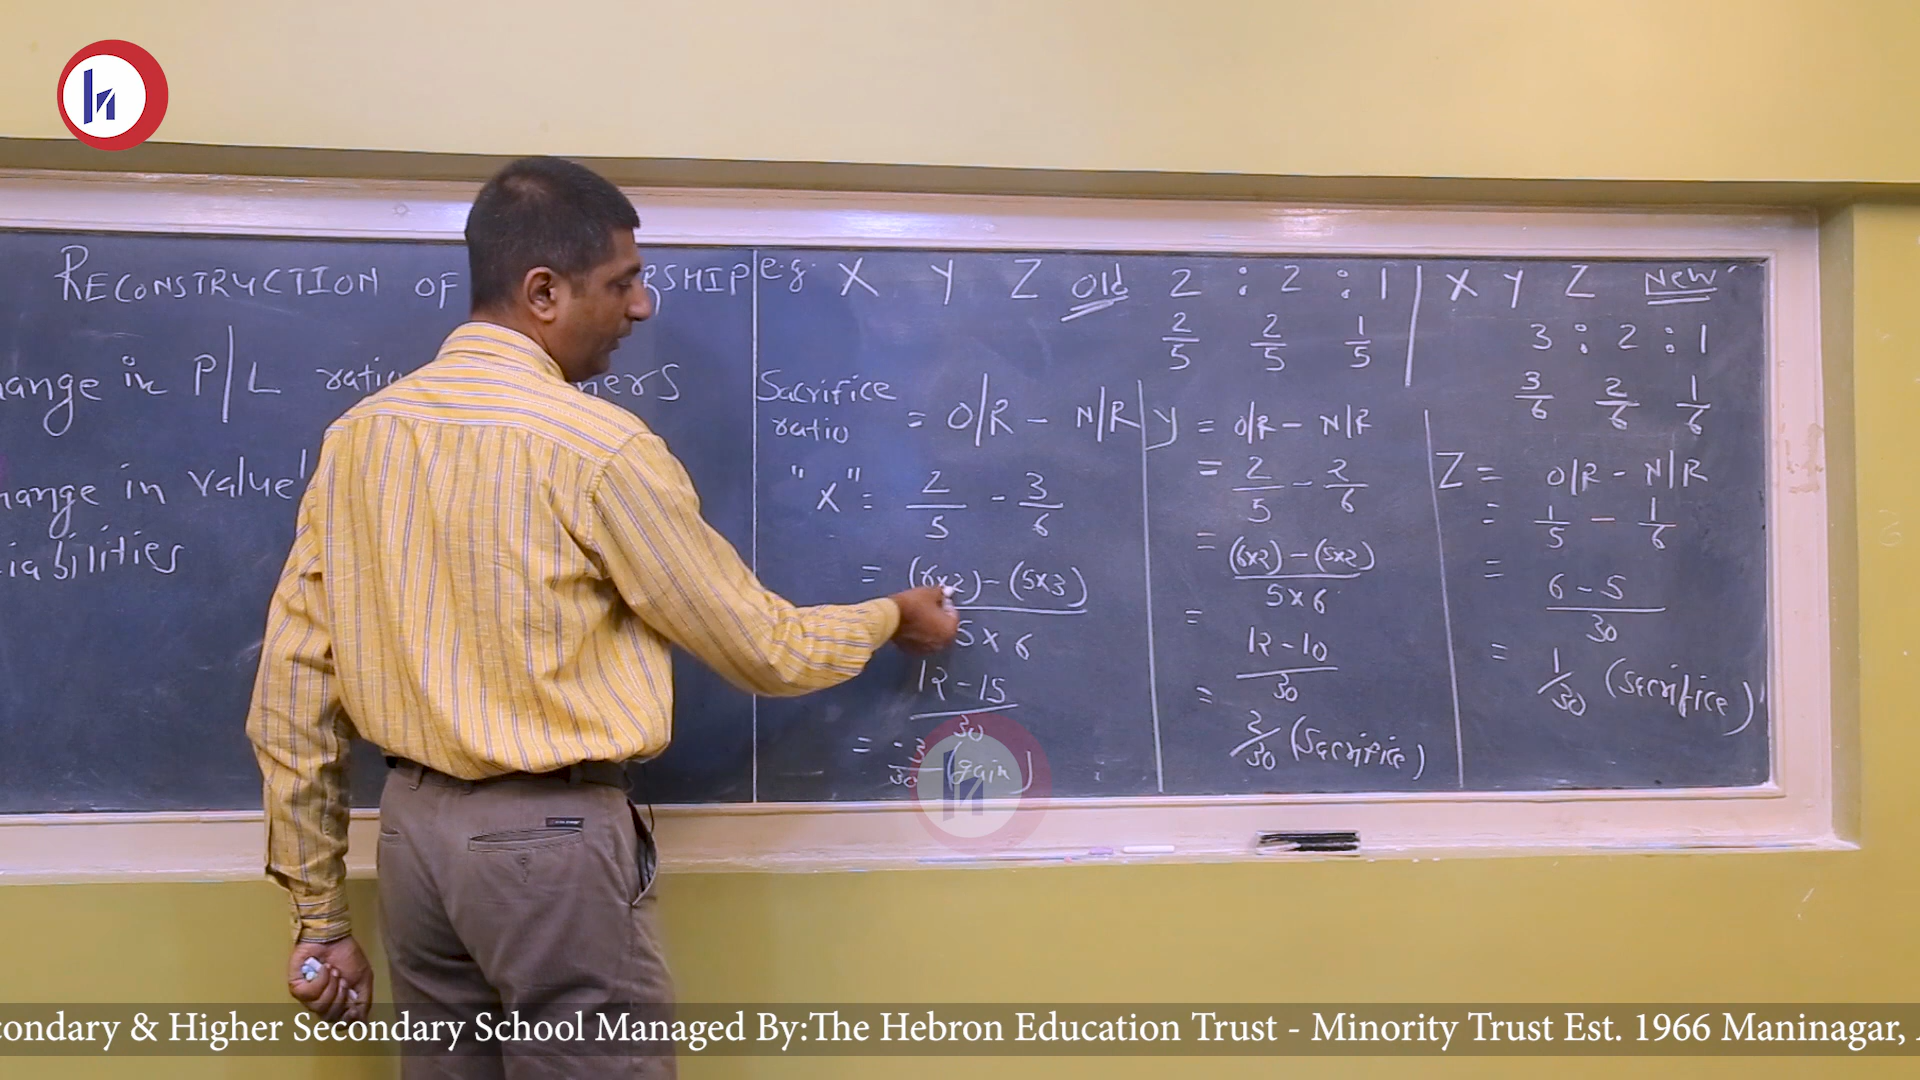 RECONSTRUCTION OF RSHIP
ange in P/L ners
hange in value
iabilities
e.g. X Y Z Old 2 : 2 : 1
2/5 2/5 1/5
X Y Z New
3 : 2 : 1
3/6 2/6 1/6
Sacrifice ratio = O/R - N/R
"X" = 2/5 - 3/6
= (6x2) - (5x3) / 5x6
12-15 / 30
= -3/30 (gain)
Y = O/R - N/R
= 2/5 - 2/6
= (6x2) - (5x2) / 5x6
= 12-10 / 30
= 2/30 (Sacrifice)
Z = O/R - N/R
= 1/5 - 1/6
= 6-5 / 30
= 1/30 (Sacrifice)
condary & Higher Secondary School Managed By:The Hebron Education Trust - Minority Trust Est. 1966 Maninagar,